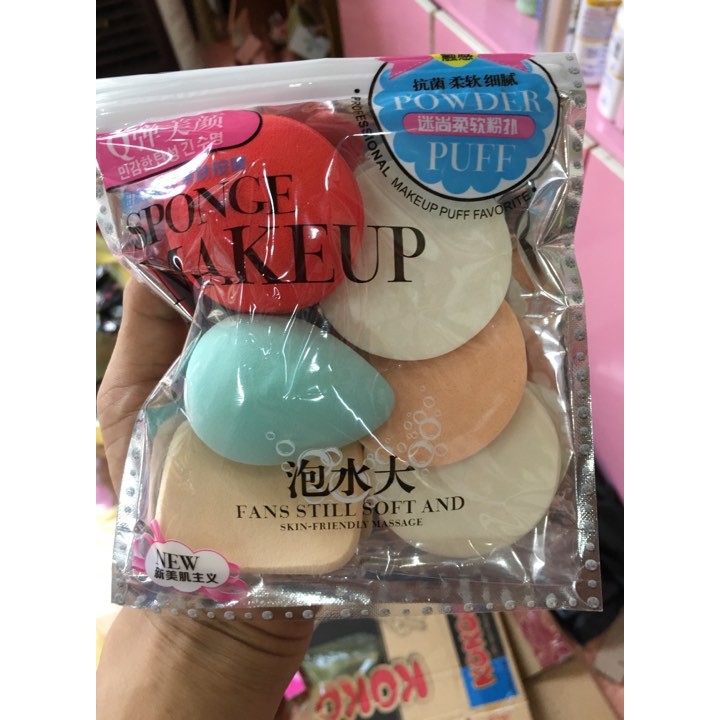 抗菌 柔软 细腻
POWDER
迷尚柔软粉扑
PUFF
PROFESSIONAL MAKEUP PUFF FAVORITE
Q弹美颜
SPONGE
MAKEUP
泡水大
FANS STILL SOFT AND
SKIN-FRIENDLY MASSAGE
NEW
新美肌主义
KOKO
KOKO